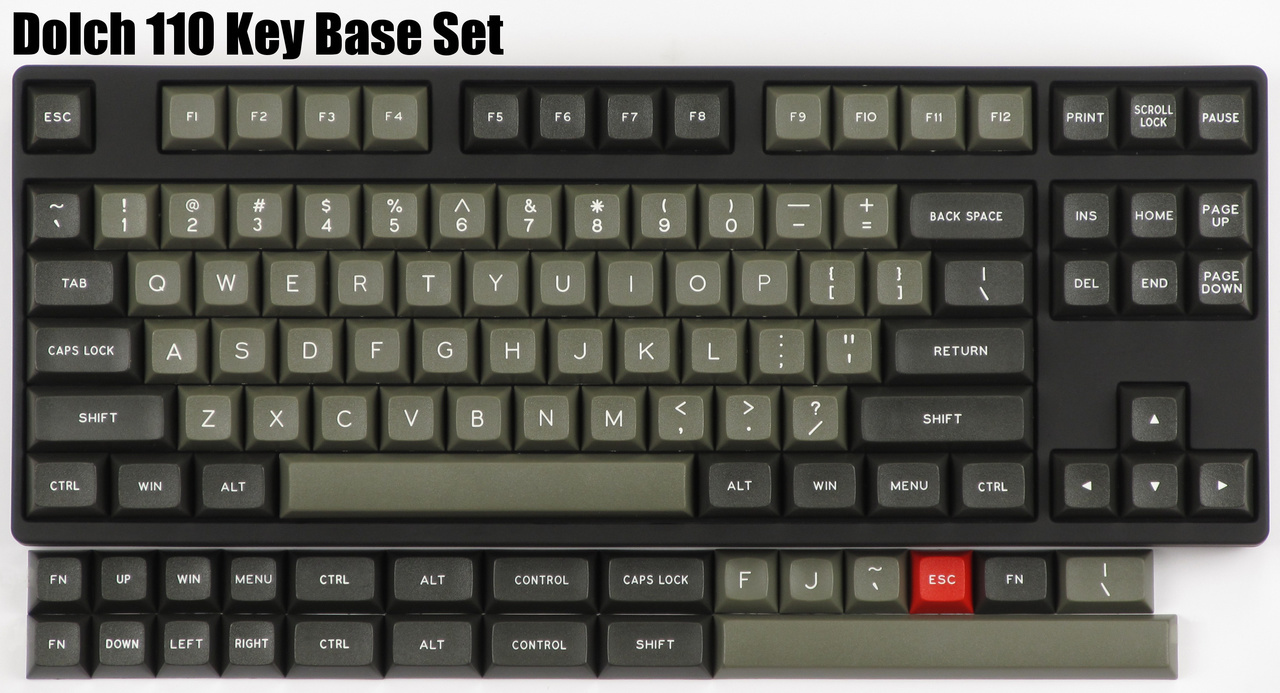 Dolch 110 Key Base Set
ESC F1 F2 F3 F4 F5 F6 F7 F8 F9 F10 F11 F12 PRINT SCROLL LOCK PAUSE
~ ! @ # $ % ^ & * ( ) — + BACK SPACE INS HOME PAGE UP
` 1 2 3 4 5 6 7 8 9 0 - =
TAB Q W E R T Y U I O P { } | DEL END PAGE DOWN
[ ] \
CAPS LOCK A S D F G H J K L : " RETURN
; '
SHIFT Z X C V B N M < > ? SHIFT ▲
, . /
CTRL WIN ALT ALT WIN MENU CTRL ◀ ▼ ▶
FN UP WIN MENU CTRL ALT CONTROL CAPS LOCK F J ~ ESC FN |
` \
FN DOWN LEFT RIGHT CTRL ALT CONTROL SHIFT